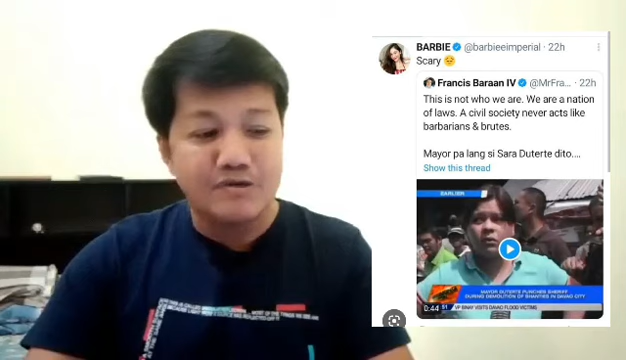 BARBIE @barbieeimperial · 22h
Scary
Francis Baraan IV @MrFra... · 22h
This is not who we are. We are a nation
of laws. A civil society never acts like
barbarians & brutes.
Mayor pa lang si Sara Duterte dito....
Show this thread
EARLIER
MAYOR DUTERTE PUNCHES SHERIFF
DURING DEMOLITION OF SHANTIES IN DAVAO CITY
0:44
VP BINAY VISITS DAVAO FLOOD VICTIMS